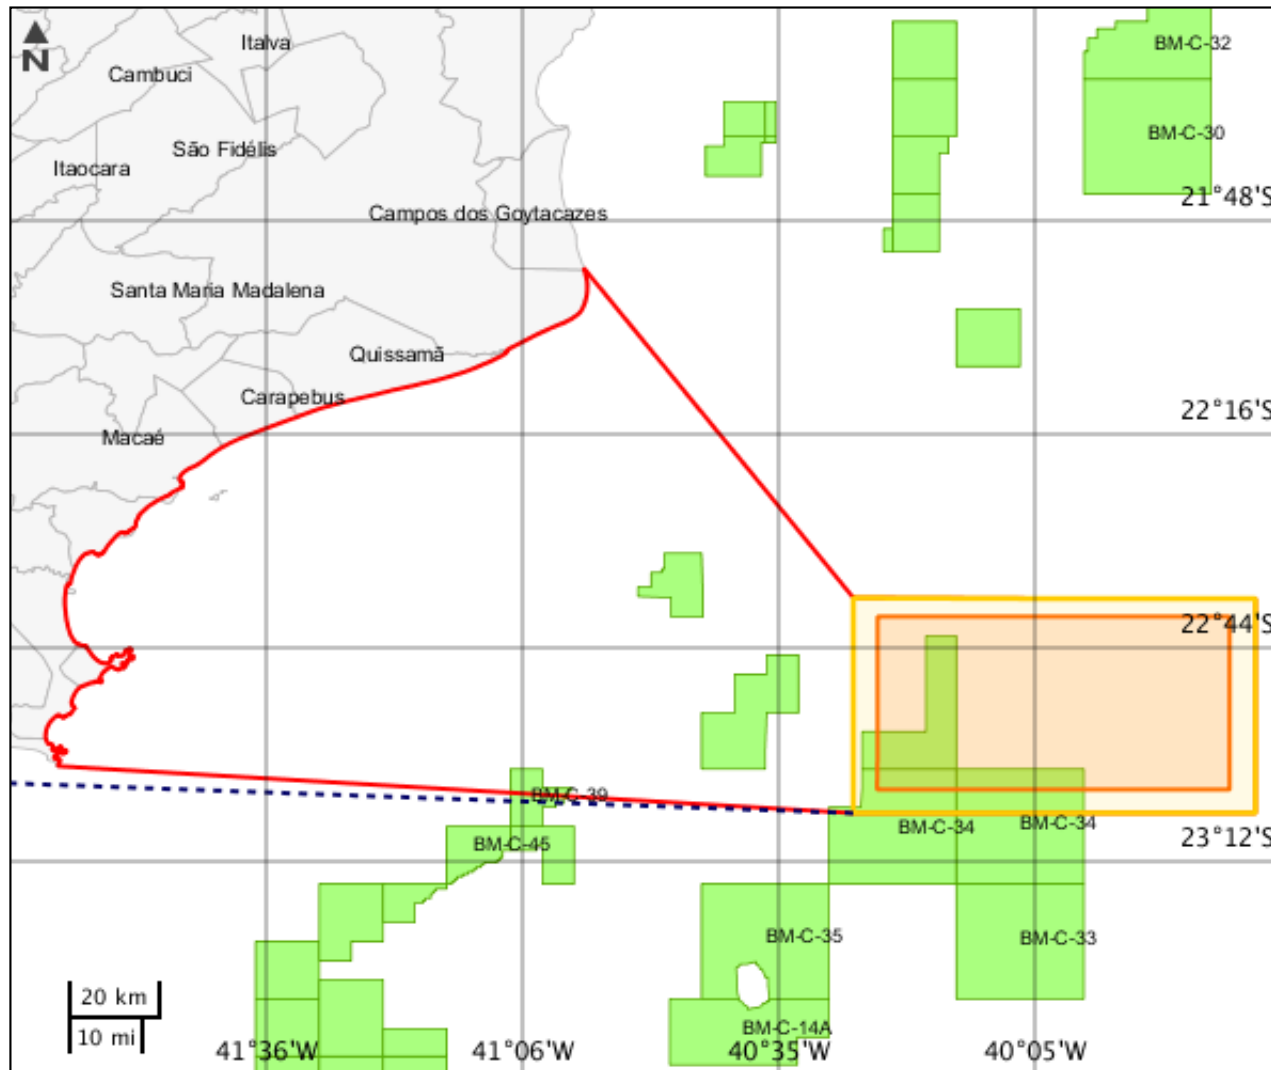 N
Italva
BM-C-32
Cambuci
BM-C-30
São Fidélis
Itaocara
21°48'S
Campos dos Goytacazes
Santa Maria Madalena
Quissamã
Carapebus
22°16'S
Macaé
22°44'S
BM-C-39
BM-C-34
BM-C-34
23°12'S
BM-C-45
BM-C-35
BM-C-33
20 km
10 mi
BM-C-14A
41°36'W
41°06'W
40°35'W
40°05'W